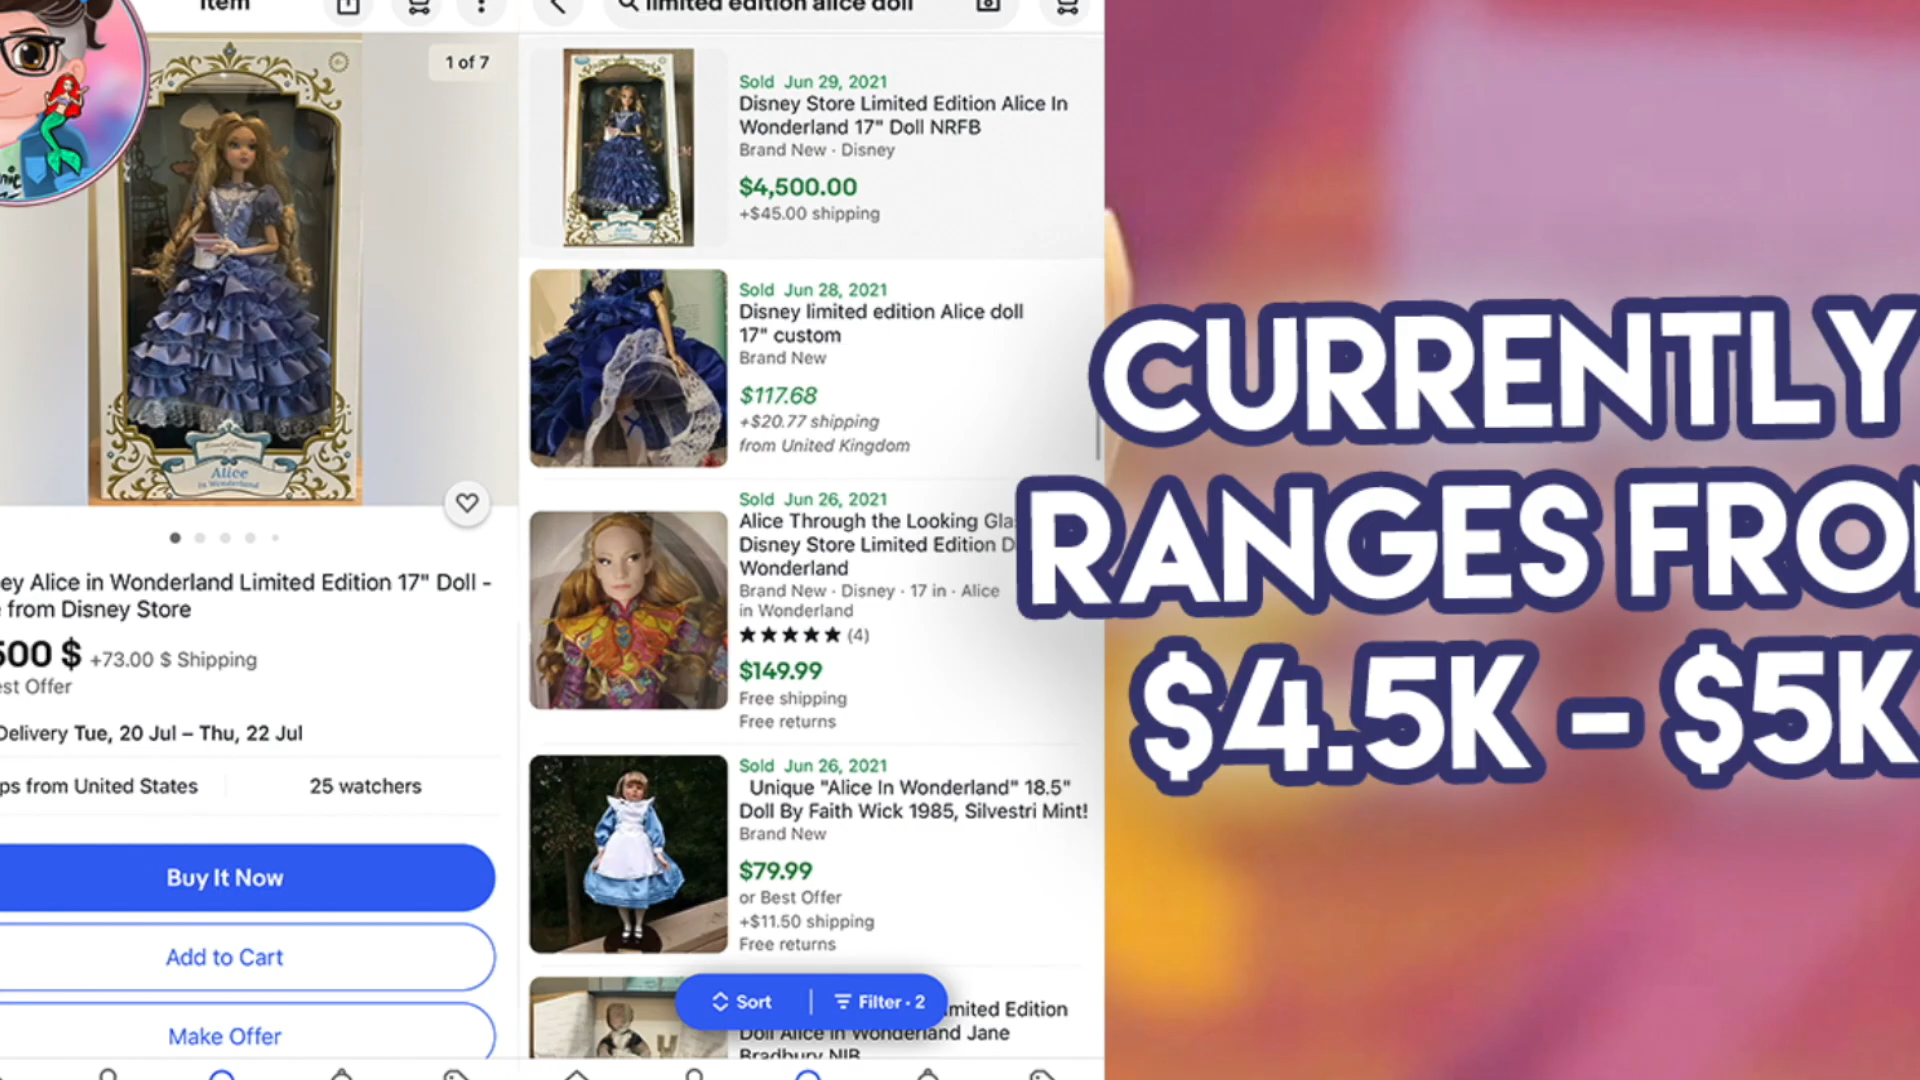 Item
1 of 7
Alice
in Wonderland
ey Alice in Wonderland Limited Edition 17" Doll -
from Disney Store
500 $ +73.00 $ Shipping
est Offer
Delivery Tue, 20 Jul – Thu, 22 Jul
ps from United States
25 watchers
Buy It Now
Add to Cart
Make Offer
limited edition alice doll
Sold Jun 29, 2021
Disney Store Limited Edition Alice In
Wonderland 17" Doll NRFB
Brand New · Disney
$4,500.00
+$45.00 shipping
Sold Jun 28, 2021
Disney limited edition Alice doll
17" custom
Brand New
$117.68
+$20.77 shipping
from United Kingdom
Sold Jun 26, 2021
Alice Through the Looking Gla
Disney Store Limited Edition D
Wonderland
Brand New · Disney · 17 in · Alice
in Wonderland
★★★★★ (4)
$149.99
Free shipping
Free returns
Sold Jun 26, 2021
Unique "Alice In Wonderland" 18.5"
Doll By Faith Wick 1985, Silvestri Mint!
Brand New
$79.99
or Best Offer
+$11.50 shipping
Free returns
Sort | Filter · 2
mited Edition
Doll Alice in Wonderland Jane
Bradbury NIB
CURRENTLY
RANGES FRO
$4.5K – $5K